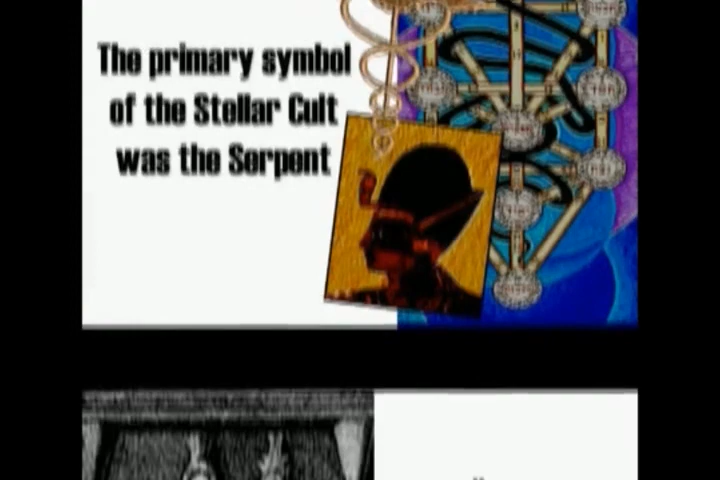 The primary symbol
of the Stellar Cult
was the Serpent